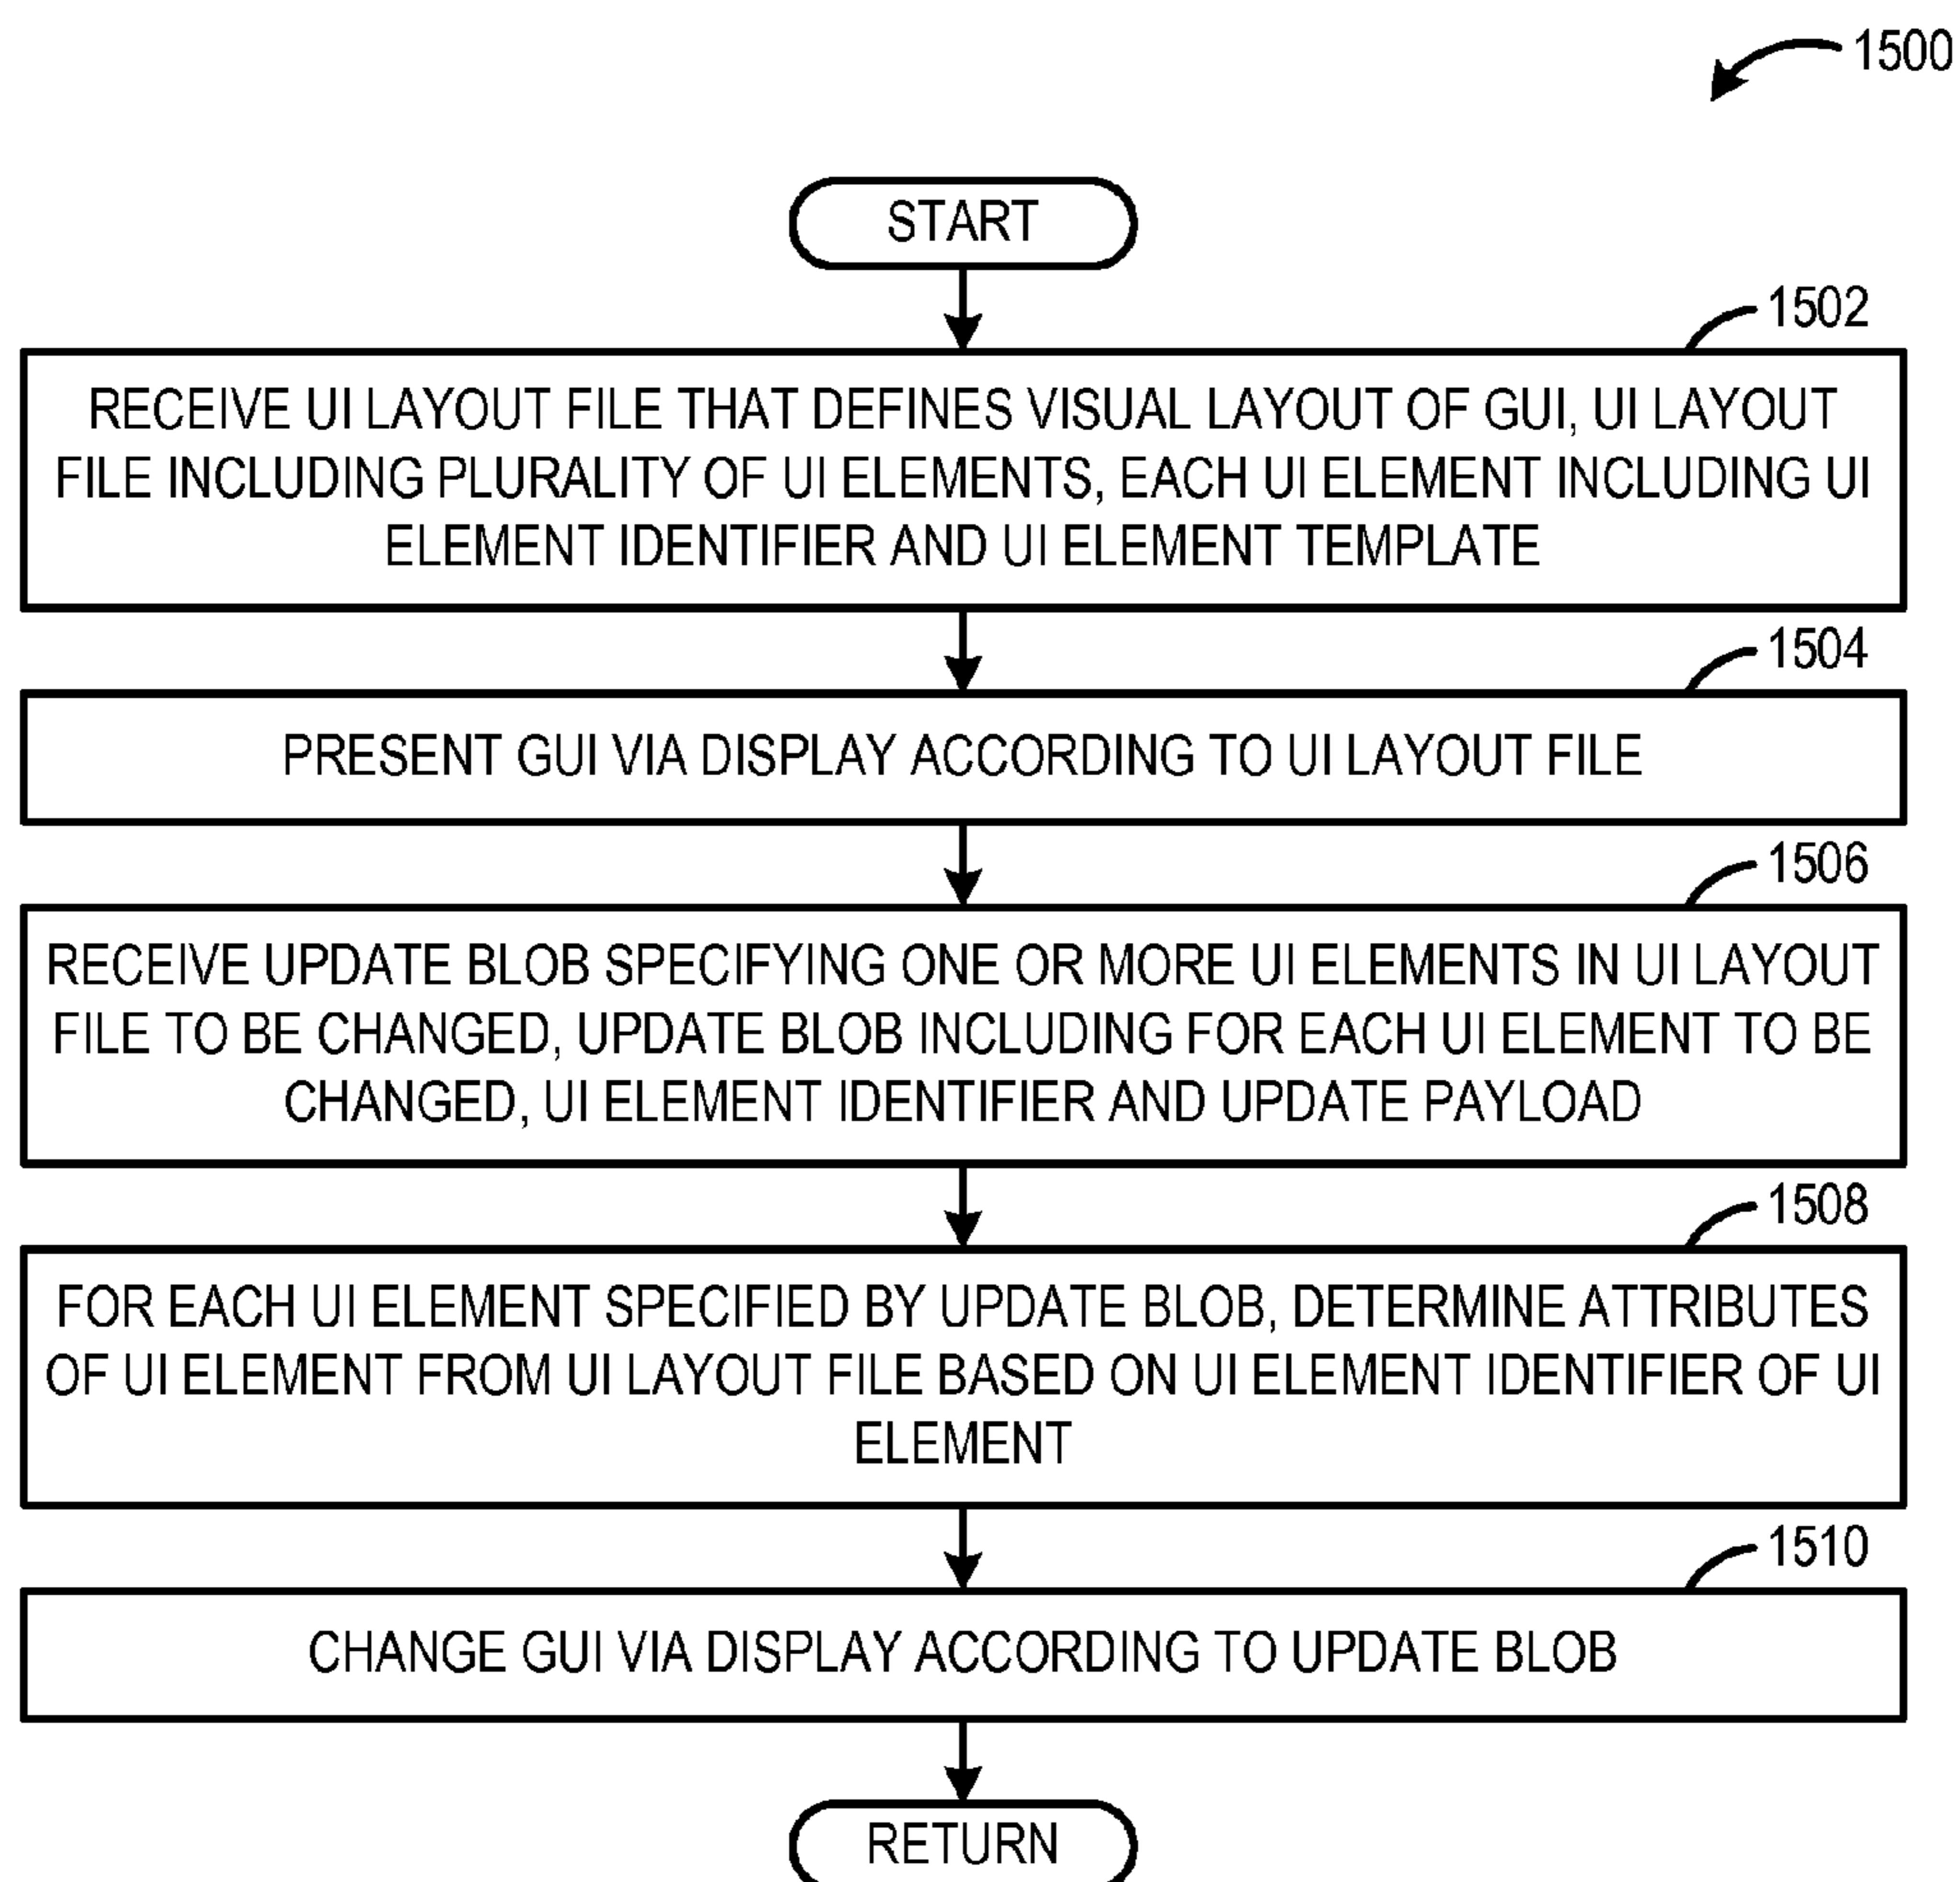 1500
START
1502
RECEIVE UI LAYOUT FILE THAT DEFINES VISUAL LAYOUT OF GUI, UI LAYOUT
FILE INCLUDING PLURALITY OF UI ELEMENTS, EACH UI ELEMENT INCLUDING UI
ELEMENT IDENTIFIER AND UI ELEMENT TEMPLATE
1504
PRESENT GUI VIA DISPLAY ACCORDING TO UI LAYOUT FILE
1506
RECEIVE UPDATE BLOB SPECIFYING ONE OR MORE UI ELEMENTS IN UI LAYOUT
FILE TO BE CHANGED, UPDATE BLOB INCLUDING FOR EACH UI ELEMENT TO BE
CHANGED, UI ELEMENT IDENTIFIER AND UPDATE PAYLOAD
1508
FOR EACH UI ELEMENT SPECIFIED BY UPDATE BLOB, DETERMINE ATTRIBUTES
OF UI ELEMENT FROM UI LAYOUT FILE BASED ON UI ELEMENT IDENTIFIER OF UI
ELEMENT
1510
CHANGE GUI VIA DISPLAY ACCORDING TO UPDATE BLOB
RETURN